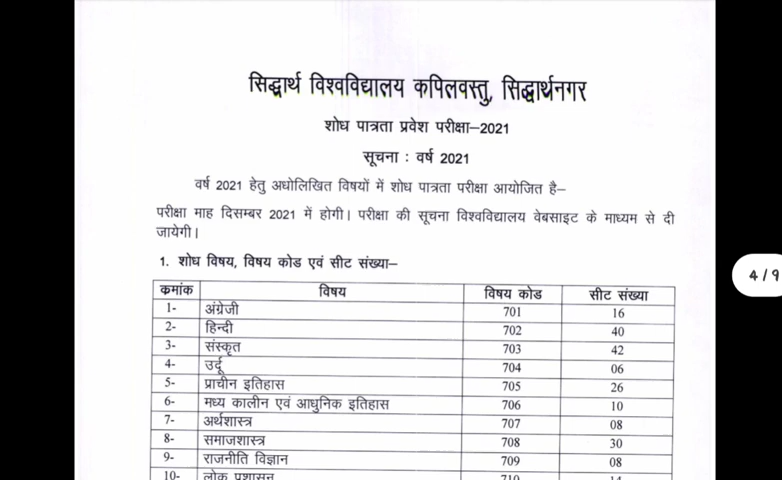 सिद्धार्थ विश्वविद्यालय कपिलवस्तु, सिद्धार्थनगर
शोध पात्रता प्रवेश परीक्षा–2021
सूचना : वर्ष 2021
वर्ष 2021 हेतु अधोलिखित विषयों में शोध पात्रता परीक्षा आयोजित है–
परीक्षा माह दिसम्बर 2021 में होगी। परीक्षा की सूचना विश्वविद्यालय वेबसाइट के माध्यम से दी
जायेगी।
1. शोध विषय, विषय कोड एवं सीट संख्या–
क्रमांक विषय विषय कोड सीट संख्या
1- अंग्रेजी 701 16
2- हिन्दी 702 40
3- संस्कृत 703 42
4- उर्दू 704 06
5- प्राचीन इतिहास 705 26
6- मध्य कालीन एवं आधुनिक इतिहास 706 10
7- अर्थशास्त्र 707 08
8- समाजशास्त्र 708 30
9- राजनीति विज्ञान 709 08
10- लोक प्रशासन 710 14
4/9